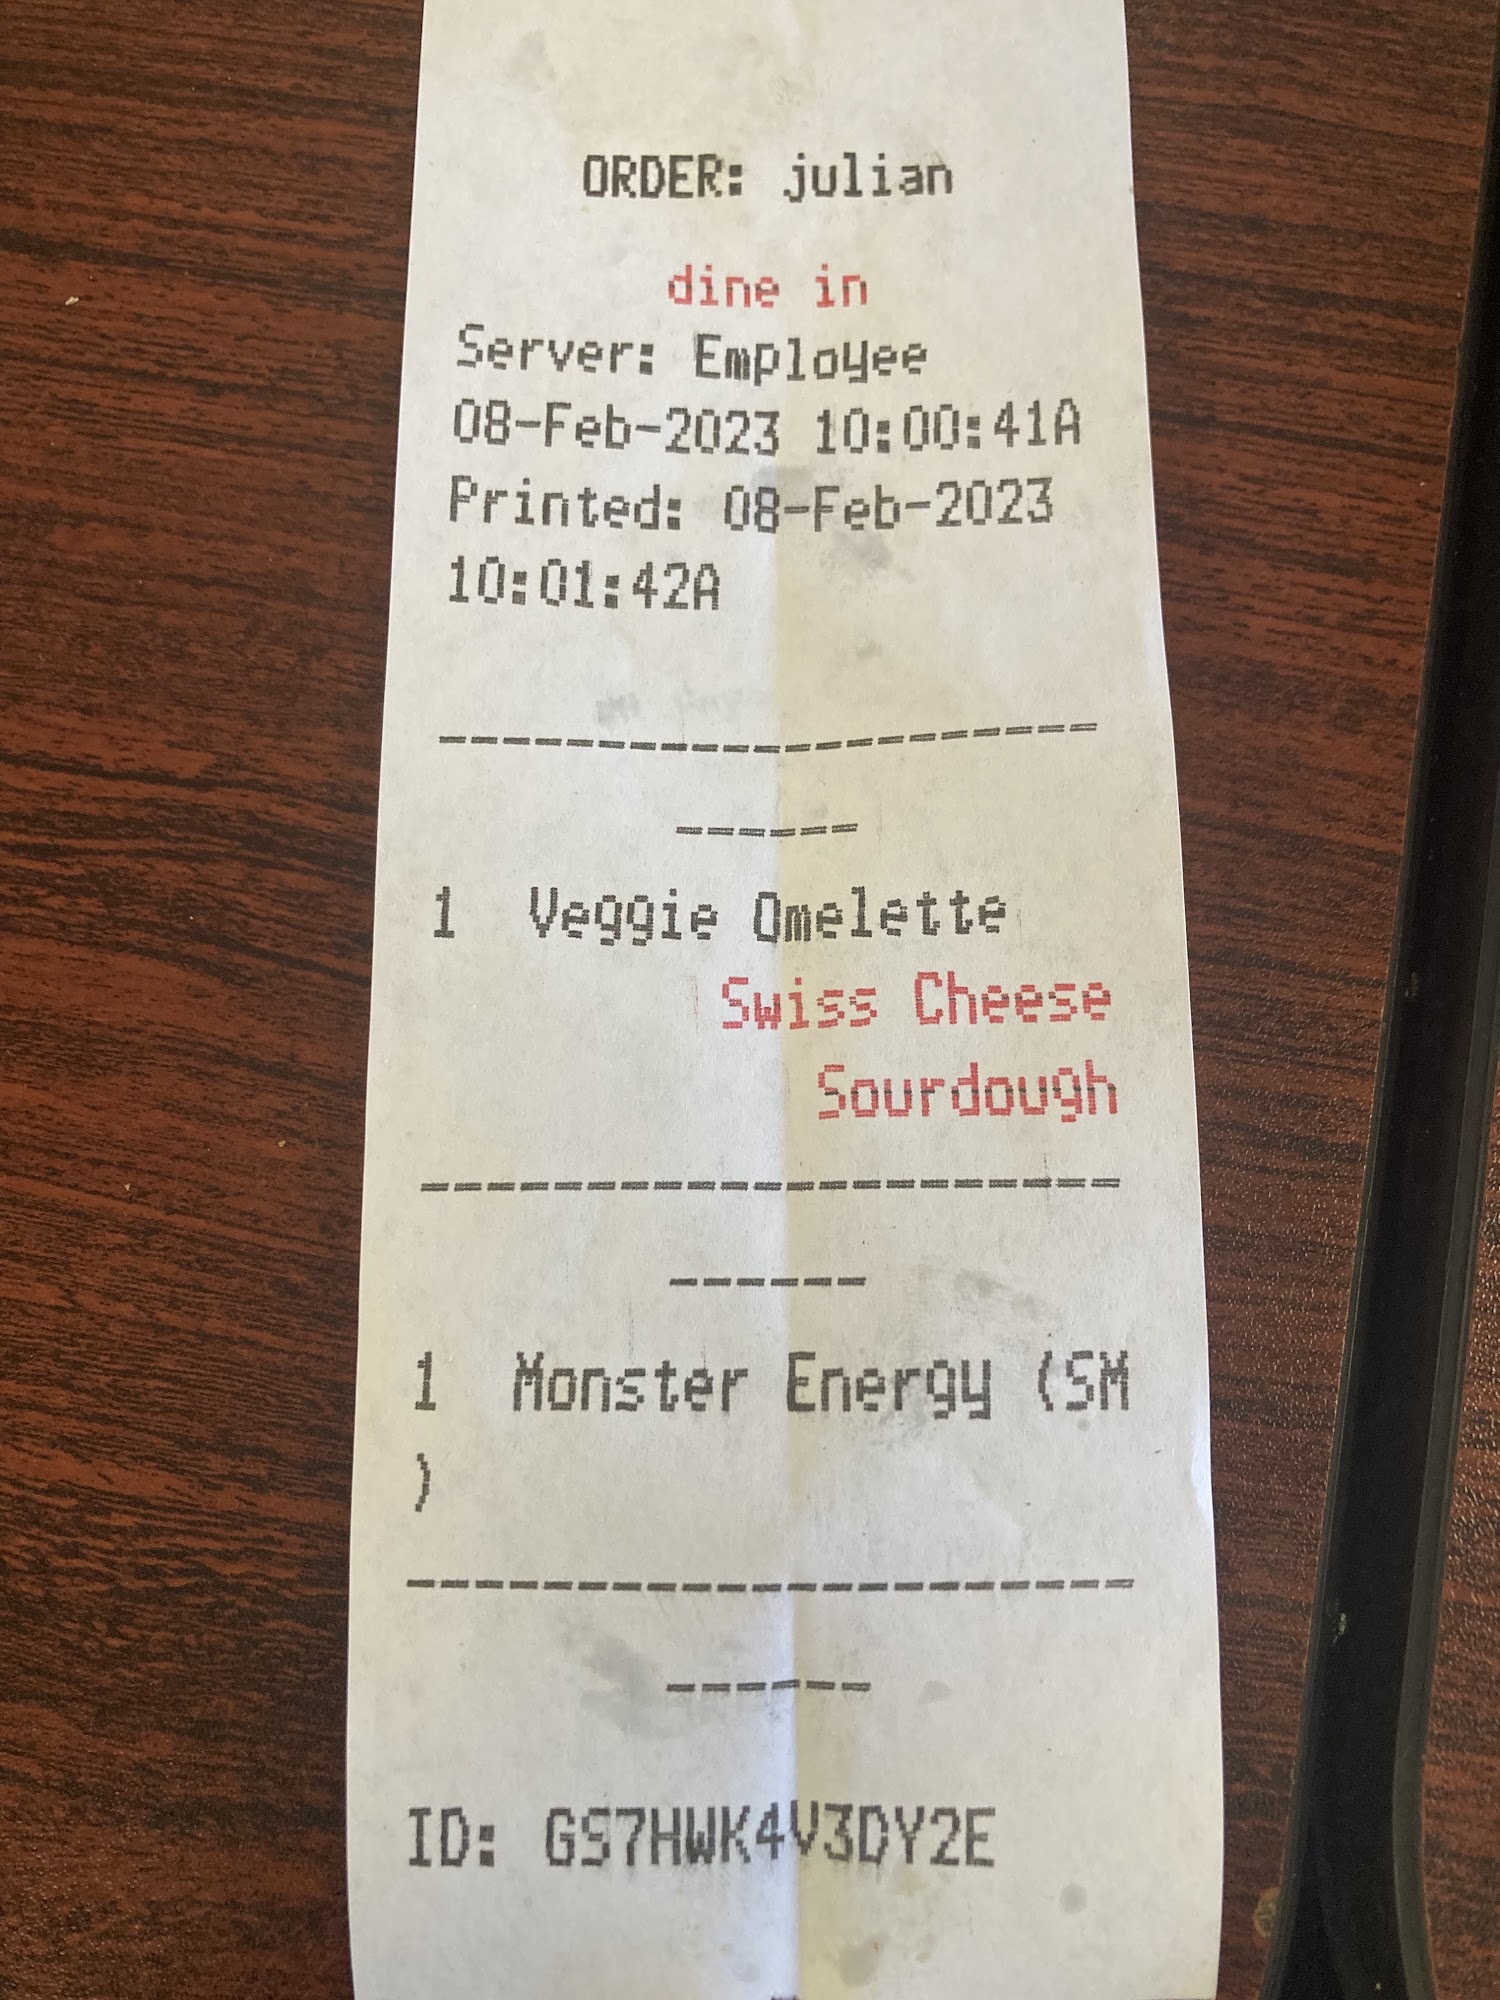 ORDER: julian
dine in
Server: Employee
08-Feb-2023 10:00:41A
Printed: 08-Feb-2023
10:01:42A
---------------------
------
1 Veggie Omelette
Swiss Cheese
Sourdough
---------------------
------
1 Monster Energy (SM
)
----------------------
------
ID: GS7HWK4V3DY2E